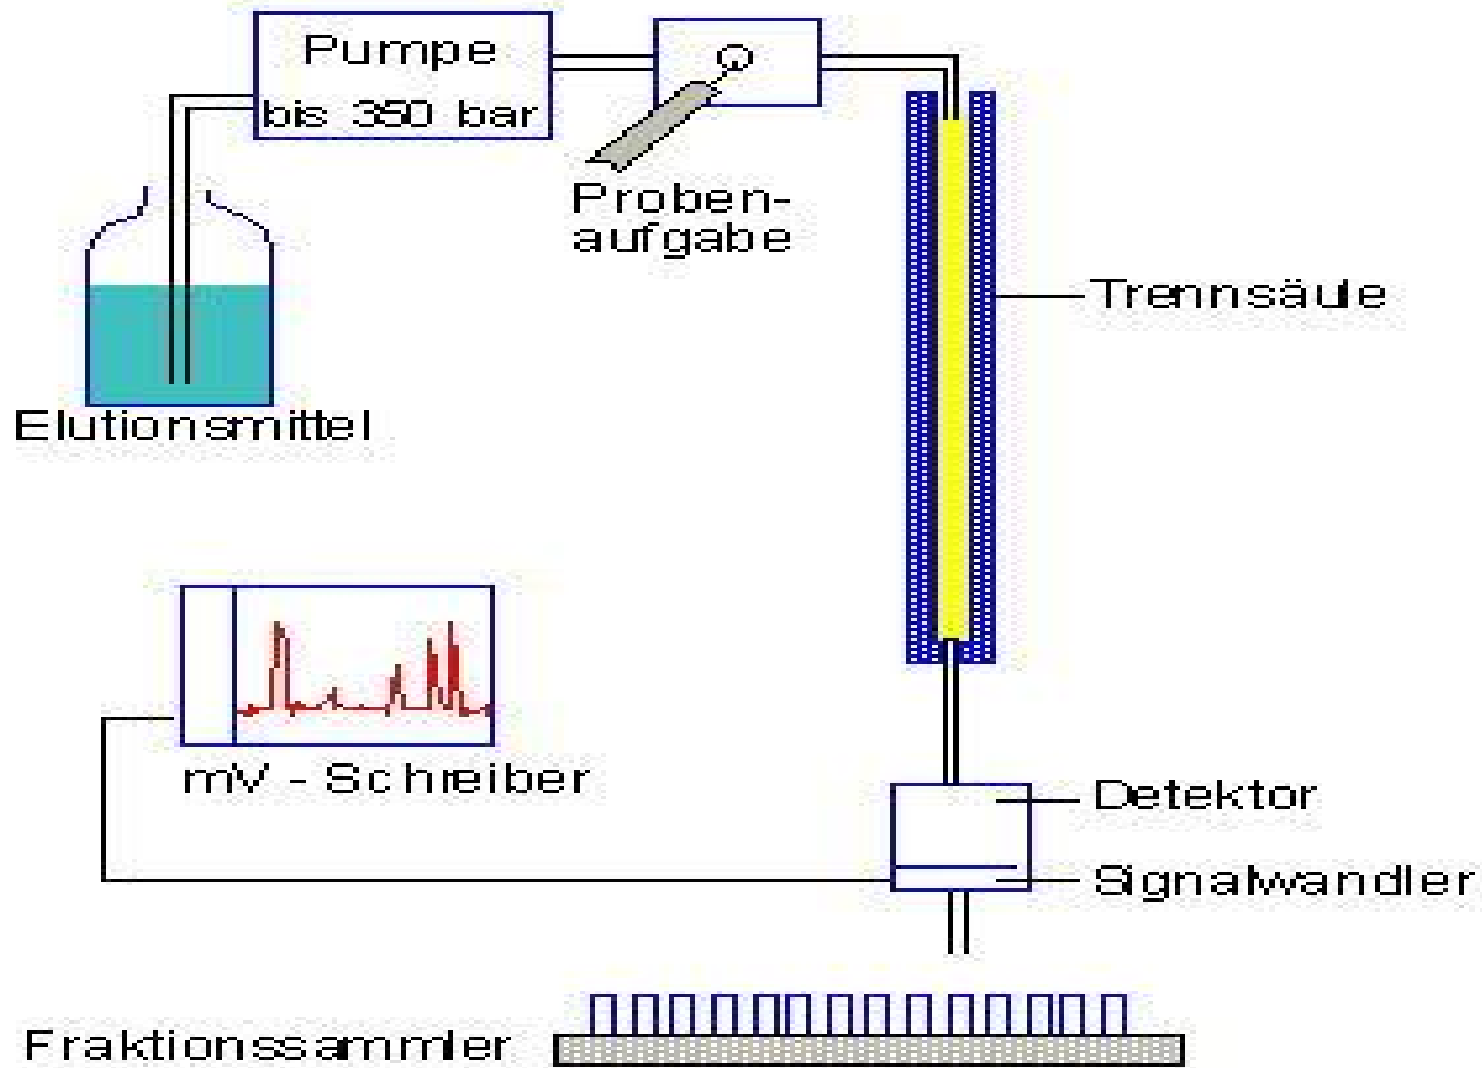 Pumpe
bis 350 bar
Proben-
aufgabe
Trennsäule
Elutionsmittel
mV - Schreiber
Detektor
Signalwandler
Fraktionssammler